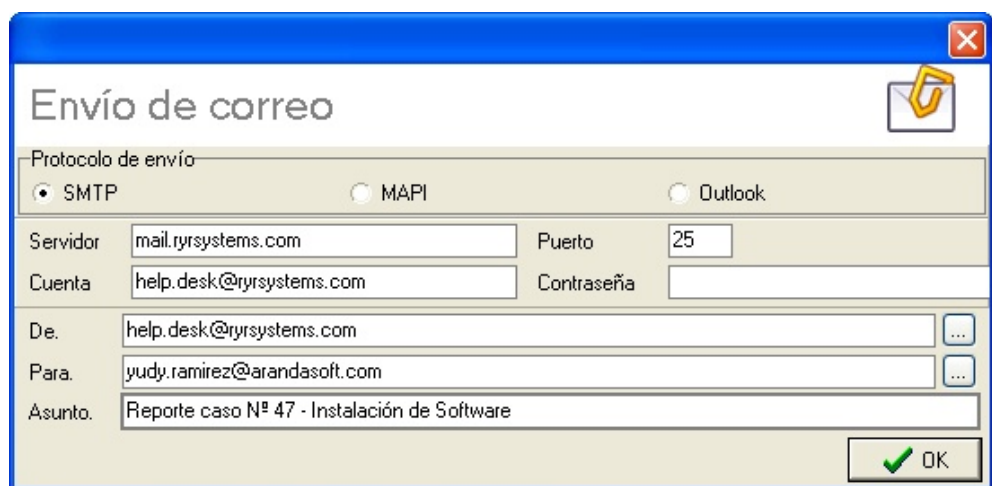 Envío de correo
Protocolo de envío
SMTP MAPI Outlook
Servidor mail.ryrsystems.com Puerto 25
Cuenta help.desk@ryrsystems.com Contraseña
De. help.desk@ryrsystems.com ...
Para. yudy.ramirez@arandasoft.com ...
Asunto. Reporte caso Nº 47 - Instalación de Software
OK